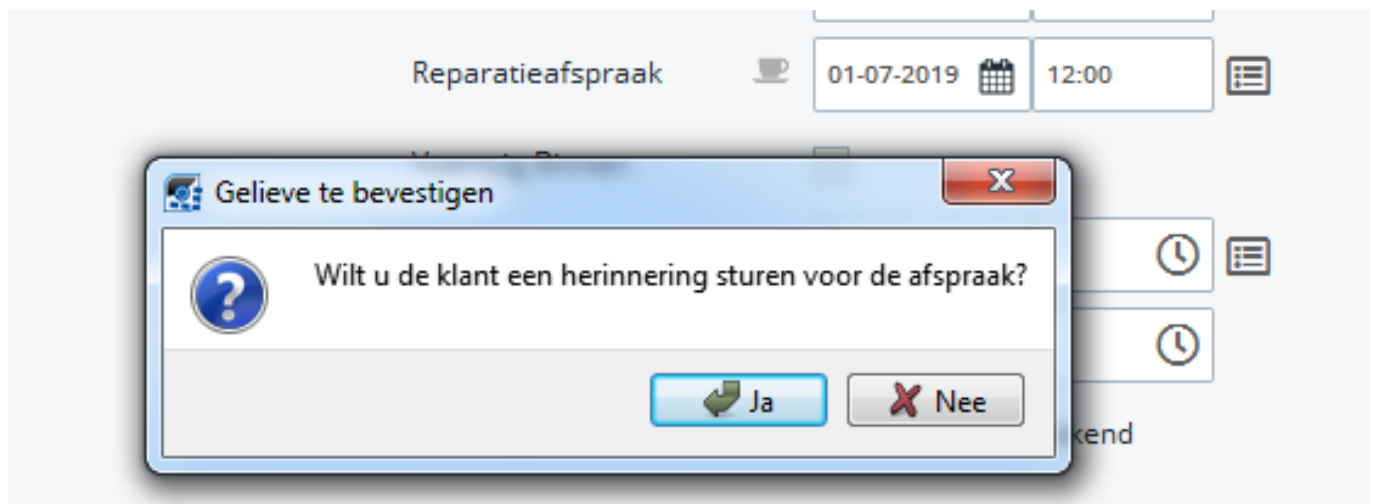 Reparatieafspraak 01-07-2019 12:00
Gelieve te bevestigen
Wilt u de klant een herinnering sturen voor de afspraak?
Ja Nee